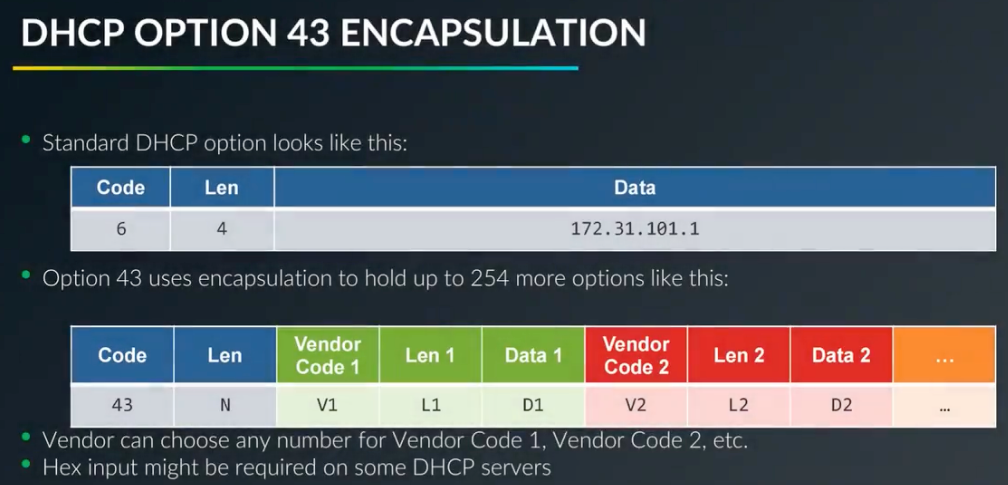 DHCP OPTION 43 ENCAPSULATION
• Standard DHCP option looks like this:
Code Len Data
6 4 172.31.101.1
• Option 43 uses encapsulation to hold up to 254 more options like this:
Code Len Vendor Code 1 Len 1 Data 1 Vendor Code 2 Len 2 Data 2 ...
43 N V1 L1 D1 V2 L2 D2 ...
• Vendor can choose any number for Vendor Code 1, Vendor Code 2, etc.
• Hex input might be required on some DHCP servers